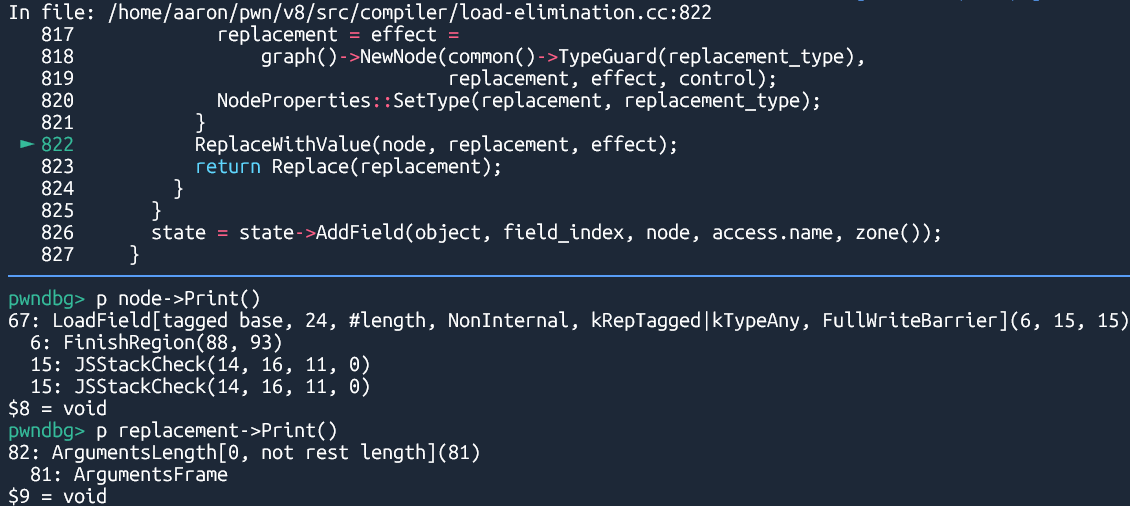 In file: /home/aaron/pwn/v8/src/compiler/load-elimination.cc:822
817 replacement = effect =
818 graph()->NewNode(common()->TypeGuard(replacement_type),
819 replacement, effect, control);
820 NodeProperties::SetType(replacement, replacement_type);
821 }
► 822 ReplaceWithValue(node, replacement, effect);
823 return Replace(replacement);
824 }
825 }
826 state = state->AddField(object, field_index, node, access.name, zone());
827 }
pwndbg> p node->Print()
67: LoadField[tagged base, 24, #length, NonInternal, kRepTagged|kTypeAny, FullWriteBarrier](6, 15, 15)
6: FinishRegion(88, 93)
15: JSStackCheck(14, 16, 11, 0)
15: JSStackCheck(14, 16, 11, 0)
$8 = void
pwndbg> p replacement->Print()
82: ArgumentsLength[0, not rest length](81)
81: ArgumentsFrame
$9 = void